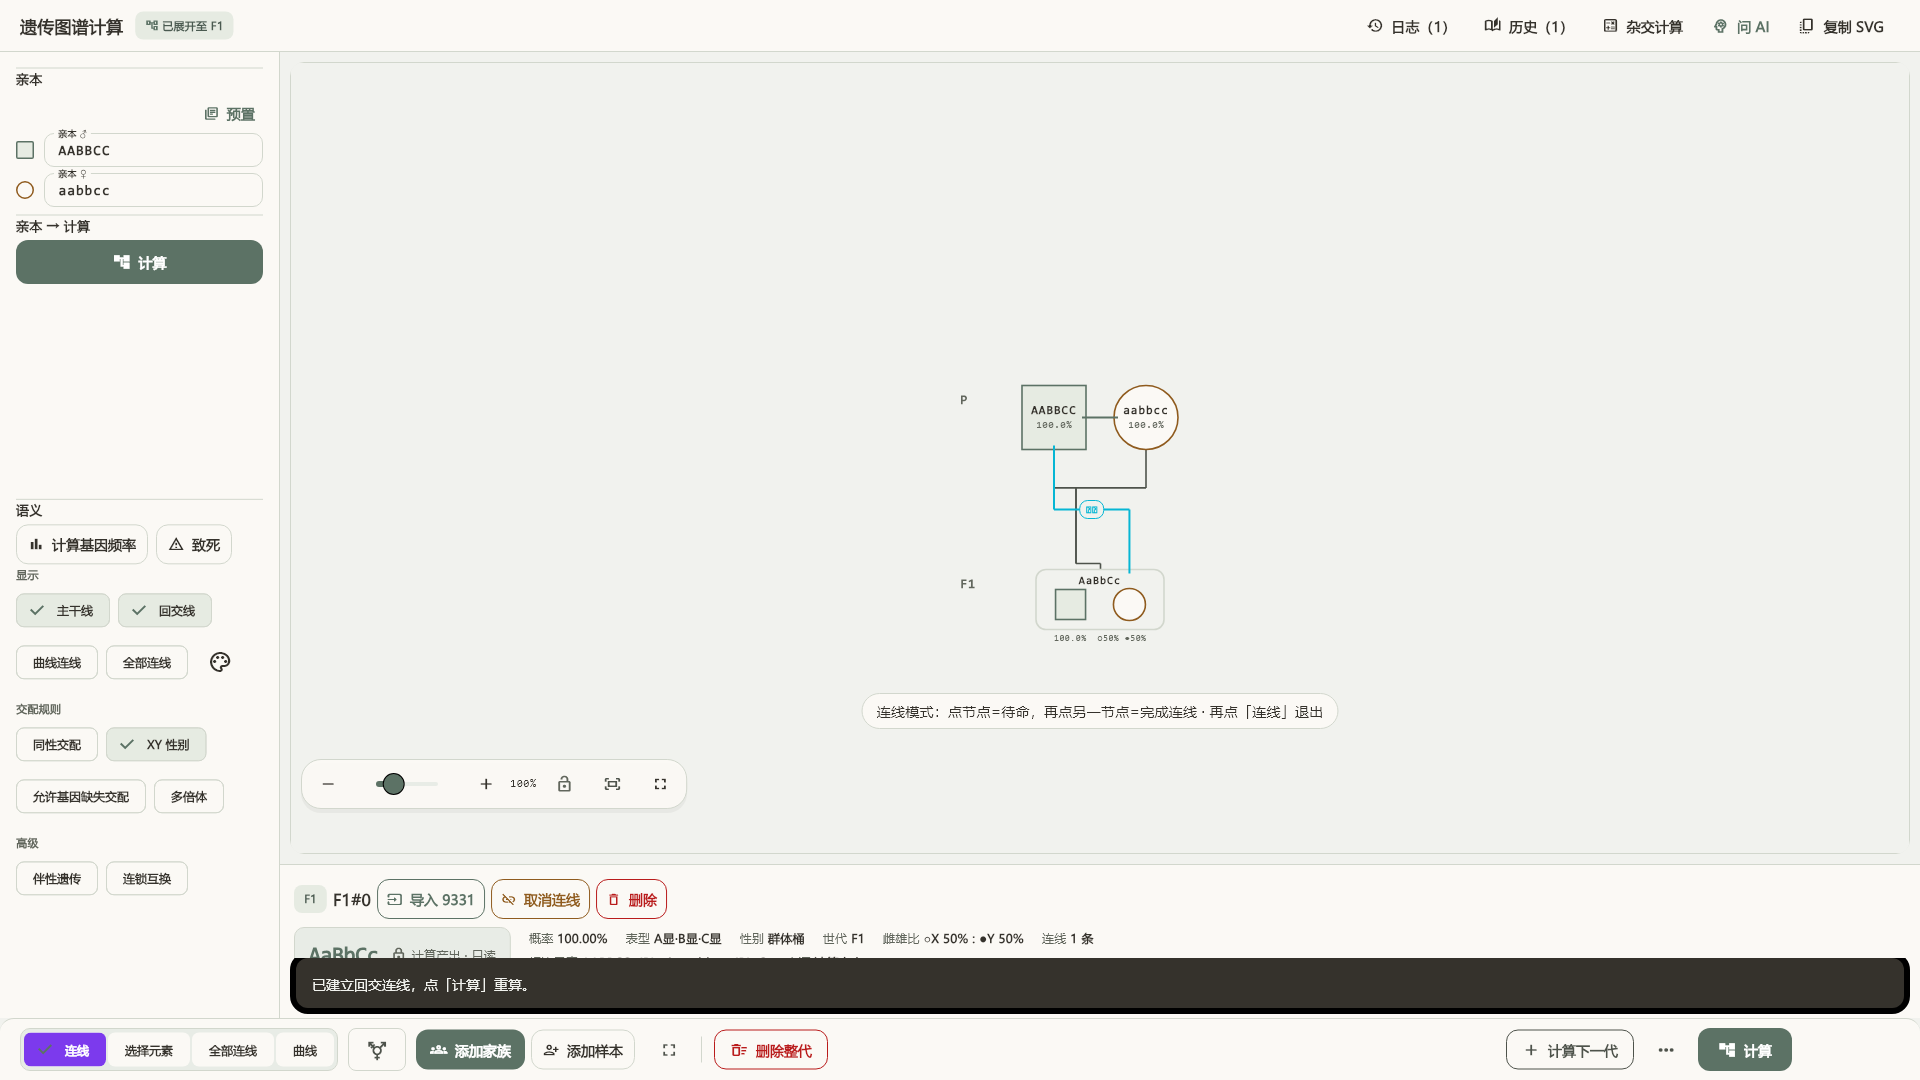 遗传图谱计算
已展开至 F1
日志（1）
历史（1）
杂交计算
问 AI
复制 SVG
亲本
预置
亲本 ♂
AABBCC
亲本 ♀
aabbcc
亲本 → 计算
计算
语义
计算基因频率
致死
显示
主干线
回交线
曲线连线
全部连线
交配规则
同性交配
XY 性别
允许基因缺失交配
多倍体
高级
伴性遗传
连锁互换
P
AABBCC
100.0%
aabbcc
100.0%
F1
AaBbCc
100.0% ○50% ●50%
连线模式：点节点=待命，再点另一节点=完成连线 · 再点「连线」退出
100%
F1
F1#0
导入 9331
取消连线
删除
AaBbCc
计算产出 · 只读
概率 100.00%
表型 A显·B显·C显
性别 群体桶
世代 F1
雌雄比 ○X 50% : ●Y 50%
连线 1 条
已建立回交连线，点「计算」重算。
连线
选择元素
全部连线
曲线
添加家族
添加样本
删除整代
计算下一代
计算